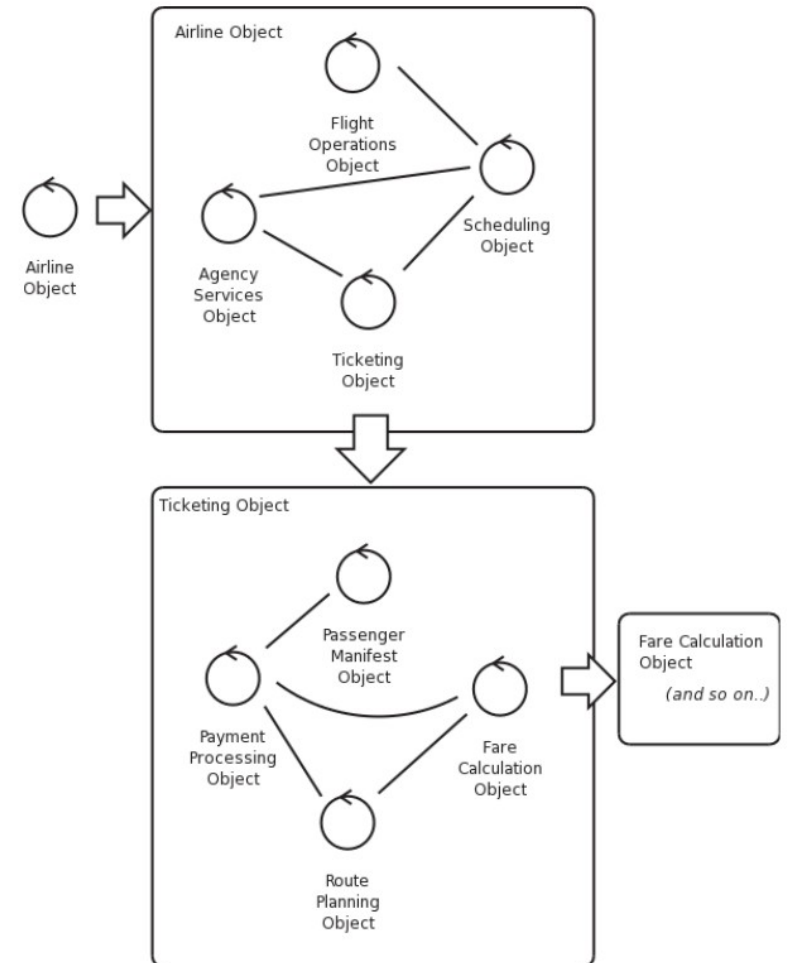 Airline Object
Flight
Operations
Object
Scheduling
Object
Airline
Object
Agency
Services
Object
Ticketing
Object
Ticketing Object
Passenger
Manifest
Object
Fare Calculation
Object
(and so on..)
Payment
Processing
Object
Fare
Calculation
Object
Route
Planning
Object